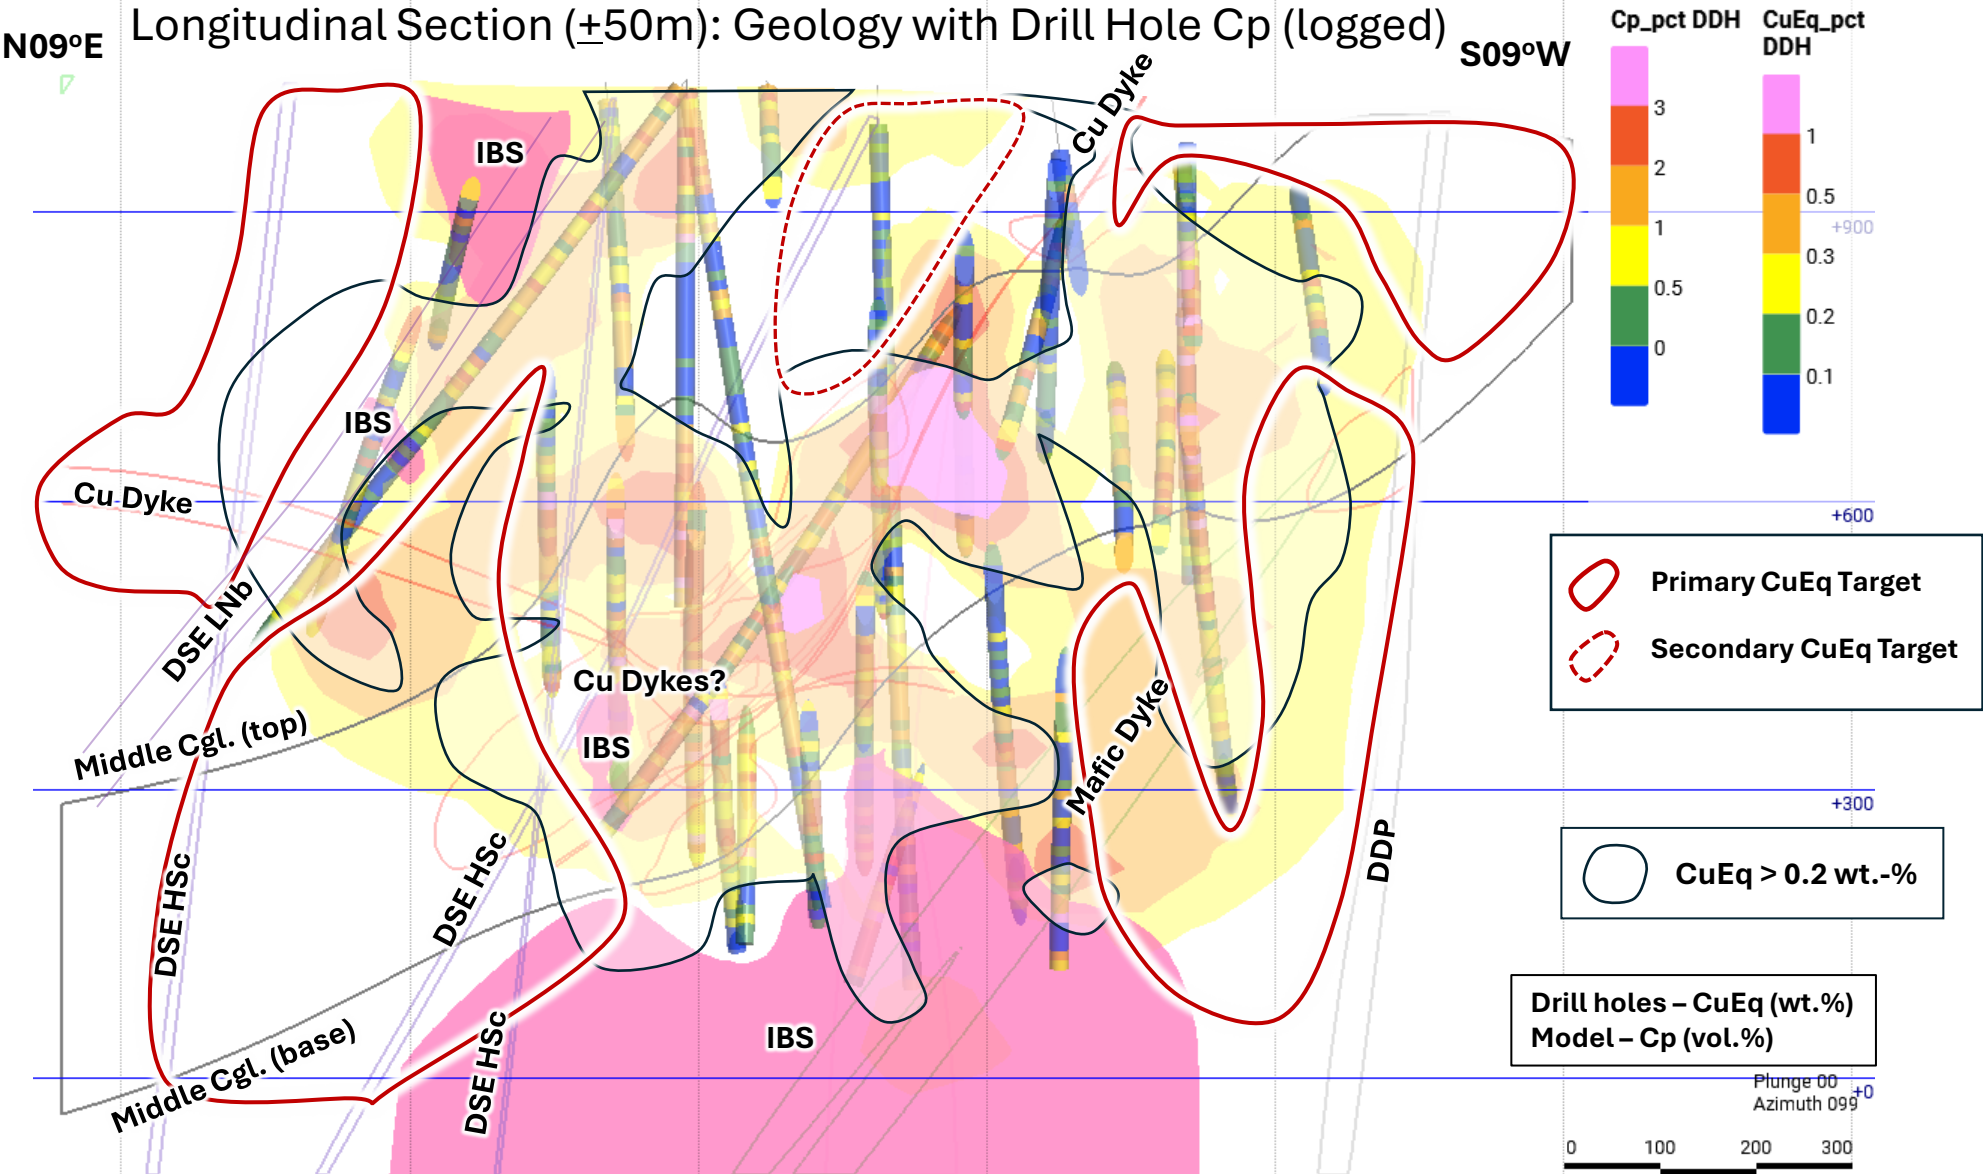 Longitudinal Section (±50m): Geology with Drill Hole Cp (logged)
N09ºE
S09ºW
Cp_pct DDH
3
2
1
0.5
0
CuEq_pct
DDH
1
0.5
0.3
0.2
0.1
Cu Dyke
IBS
+900
IBS
Cu Dyke
+600
DSE LNb
Primary CuEq Target
Secondary CuEq Target
Cu Dykes?
Middle Cgl. (top)
IBS
Mafic Dyke
+300
DDP
DSE HSc
DSE HSc
CuEq > 0.2 wt.-%
Drill holes – CuEq (wt.%)
Model – Cp (vol.%)
IBS
Middle Cgl. (base)
DSE HSc
Plunge 00
Azimuth 099
+0
0 100 200 300